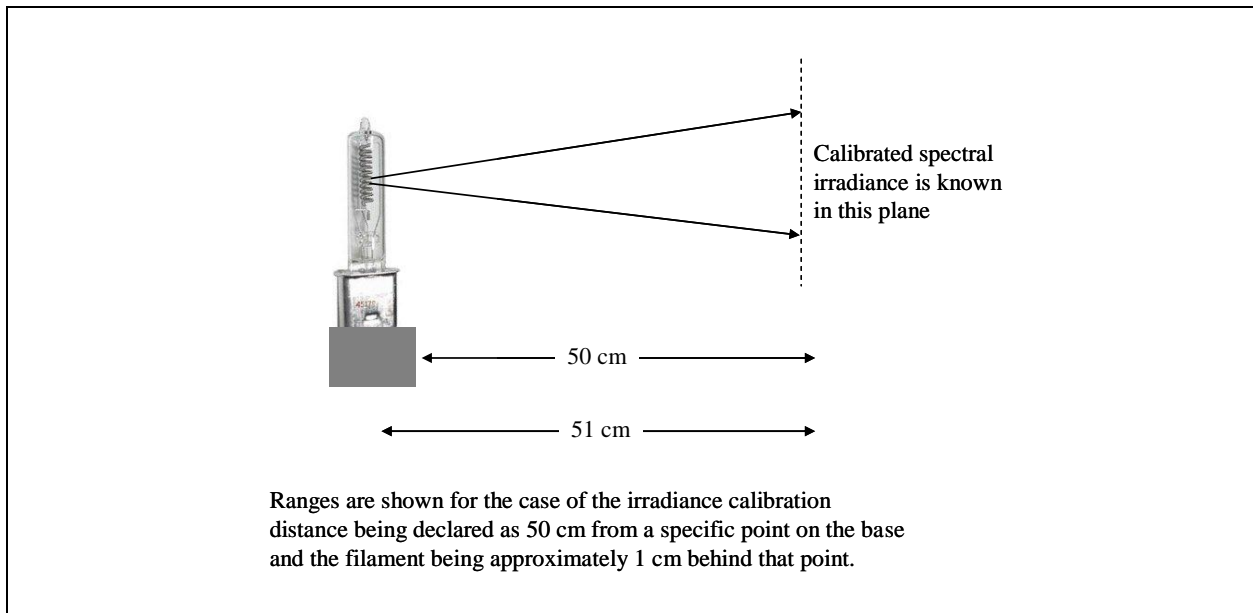 Calibrated spectral
irradiance is known
in this plane
50 cm
51 cm
Ranges are shown for the case of the irradiance calibration
distance being declared as 50 cm from a specific point on the base
and the filament being approximately 1 cm behind that point.